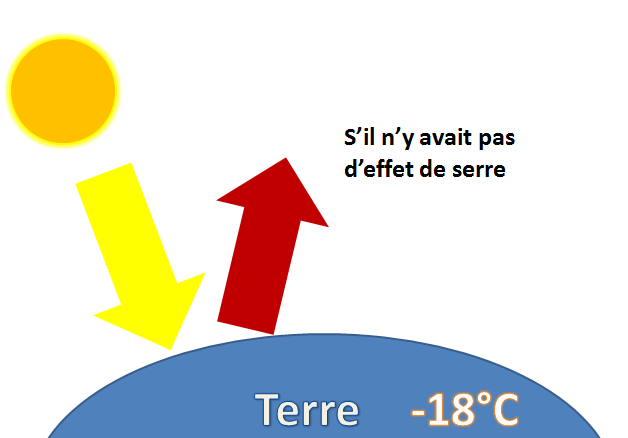 S’il n’y avait pas
d’effet de serre
Terre -18°C